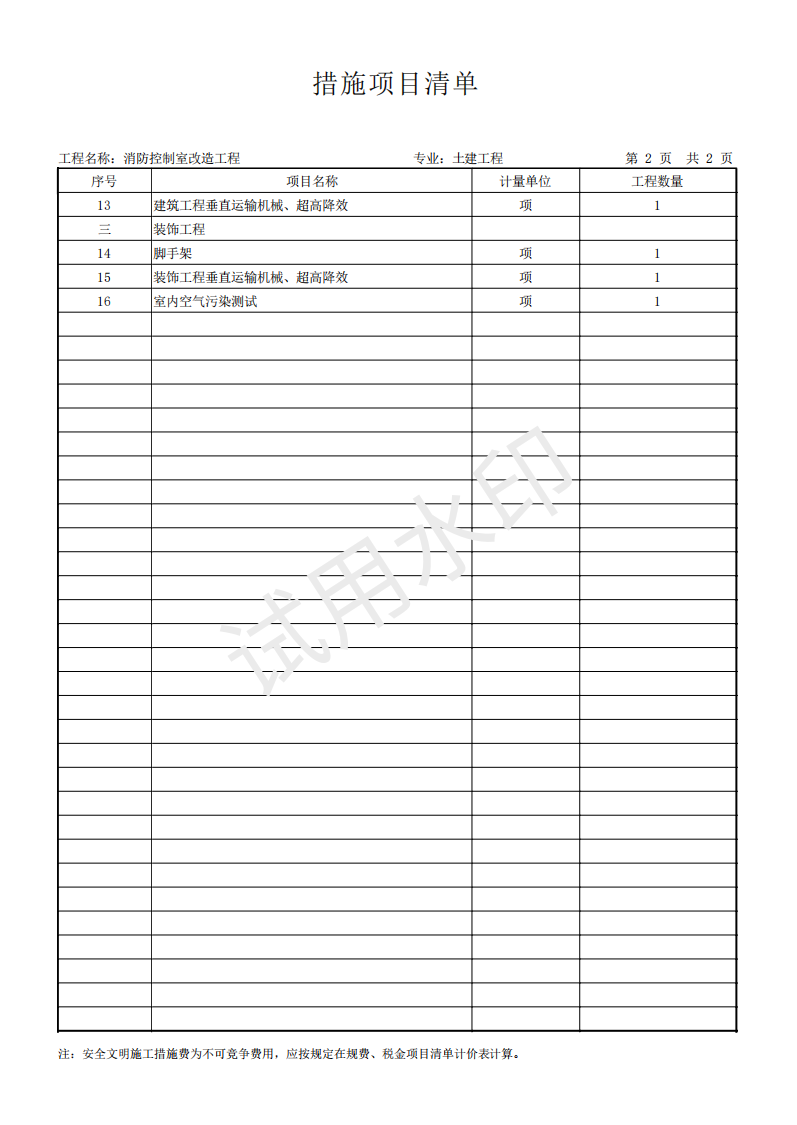 措施项目清单
工程名称：消防控制室改造工程 专业：土建工程 第 2 页 共 2 页
序号 项目名称 计量单位 工程数量
13 建筑工程垂直运输机械、超高降效 项 1
三 装饰工程
14 脚手架 项 1
15 装饰工程垂直运输机械、超高降效 项 1
16 室内空气污染测试 项 1
试用水印
注：安全文明施工措施费为不可竞争费用，应按规定在规费、税金项目清单计价表计算。